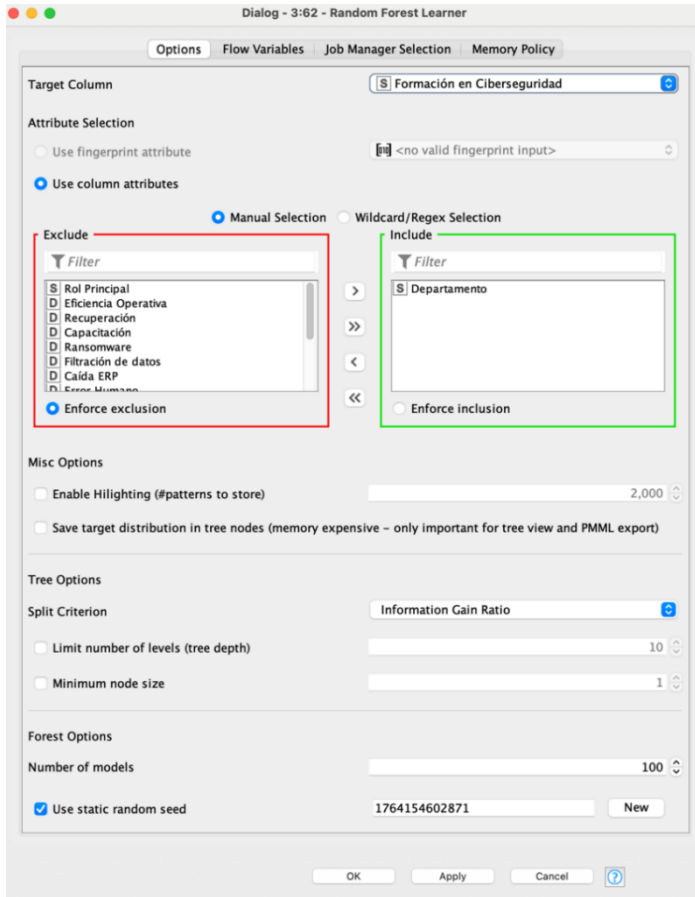 Dialog - 3:62 - Random Forest Learner
Options Flow Variables Job Manager Selection Memory Policy
Target Column S Formación en Ciberseguridad
Attribute Selection
Use fingerprint attribute <no valid fingerprint input>
Use column attributes
Manual Selection Wildcard/Regex Selection
Exclude Include
Filter Filter
S Rol Principal S Departamento
D Eficiencia Operativa
D Recuperación
D Capacitación
D Ransomware
D Filtración de datos
D Caída ERP
D Error Humano
> 
>>
<
<<
Enforce exclusion Enforce inclusion
Misc Options
Enable Hilighting (#patterns to store) 2,000
Save target distribution in tree nodes (memory expensive – only important for tree view and PMML export)
Tree Options
Split Criterion Information Gain Ratio
Limit number of levels (tree depth) 10
Minimum node size 1
Forest Options
Number of models 100
Use static random seed 1764154602871 New
OK Apply Cancel ?